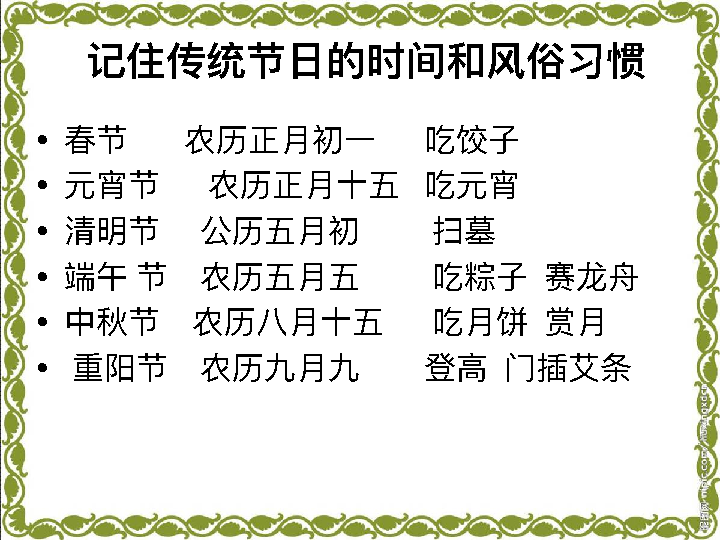 记住传统节日的时间和风俗习惯
• 春节 农历正月初一 吃饺子
• 元宵节 农历正月十五 吃元宵
• 清明节 公历五月初 扫墓
• 端午 节 农历五月五 吃粽子 赛龙舟
• 中秋节 农历八月十五 吃月饼 赏月
• 重阳节 农历九月九 登高 门插艾条